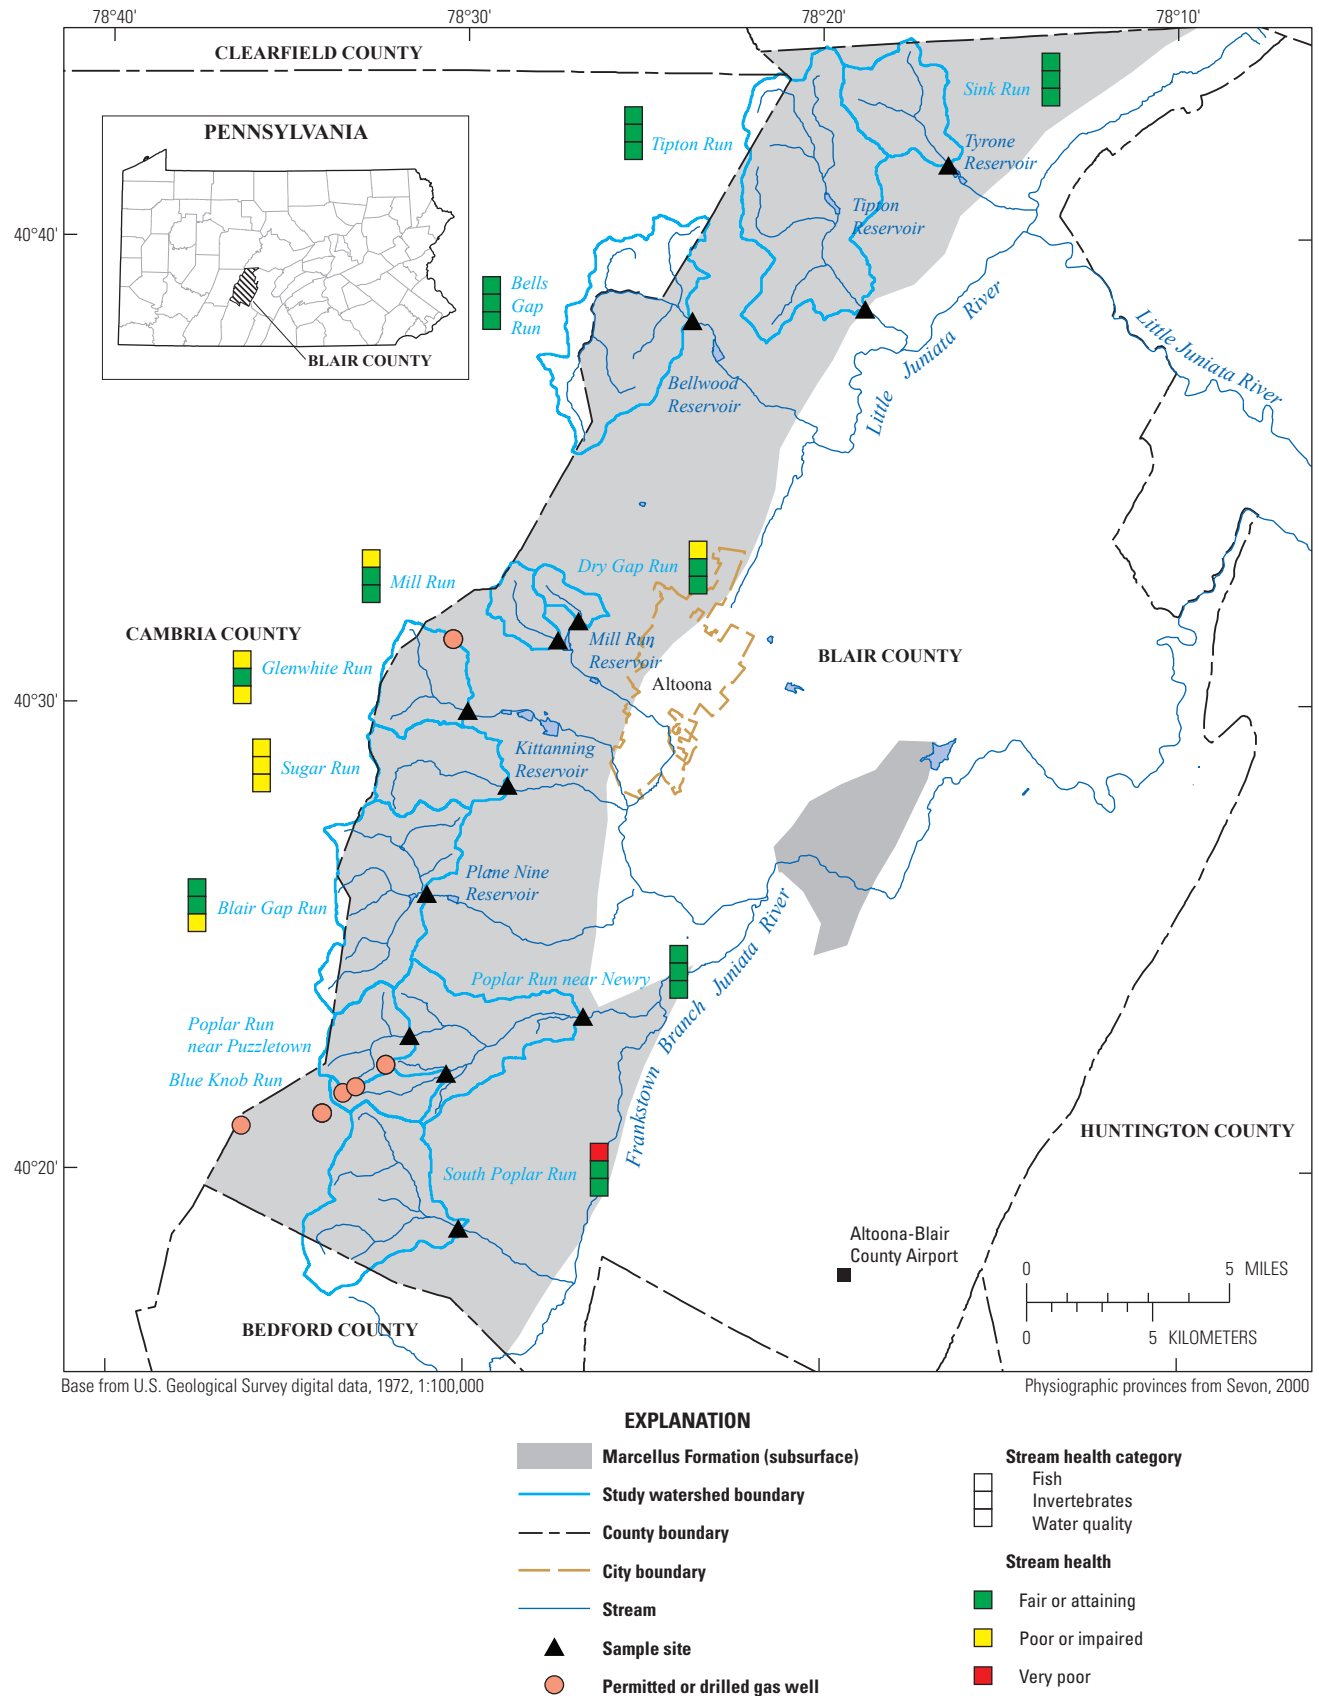 78°40'
78°30'
78°20'
78°10'
CLEARFIELD COUNTY
Sink Run
PENNSYLVANIA
Tipton Run
Tyrone
Reservoir
Tipton
Reservoir
40°40'
Bells
Gap
Run
BLAIR COUNTY
Little Juniata River
Little Juniata River
Bellwood
Reservoir
Dry Gap Run
Mill Run
CAMBRIA COUNTY
Mill Run
Reservoir
BLAIR COUNTY
Glenwhite Run
Altoona
40°30'
Kittanning
Reservoir
Sugar Run
Plane Nine
Reservoir
Blair Gap Run
Poplar Run near Newry
Frankstown Branch Juniata River
Poplar Run
near Puzzletown
Blue Knob Run
HUNTINGTON COUNTY
40°20'
South Poplar Run
Altoona-Blair
County Airport
0 5 MILES
0 5 KILOMETERS
BEDFORD COUNTY
Base from U.S. Geological Survey digital data, 1972, 1:100,000
Physiographic provinces from Sevon, 2000
EXPLANATION
Marcellus Formation (subsurface)
Study watershed boundary
County boundary
City boundary
Stream
Sample site
Permitted or drilled gas well
Stream health category
Fish
Invertebrates
Water quality
Stream health
Fair or attaining
Poor or impaired
Very poor